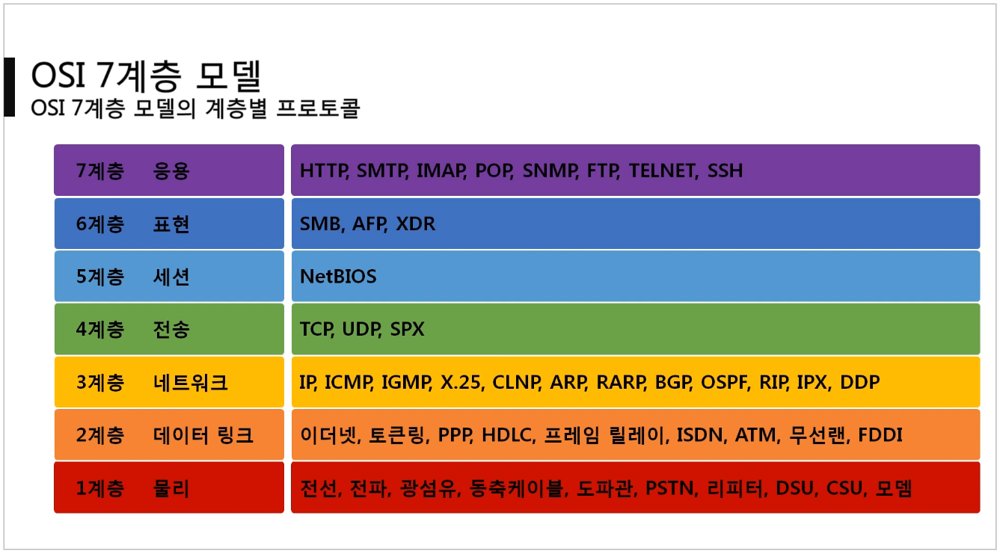 OSI 7계층 모델
OSI 7계층 모델의 계층별 프로토콜
7계층 응용 HTTP, SMTP, IMAP, POP, SNMP, FTP, TELNET, SSH
6계층 표현 SMB, AFP, XDR
5계층 세션 NetBIOS
4계층 전송 TCP, UDP, SPX
3계층 네트워크 IP, ICMP, IGMP, X.25, CLNP, ARP, RARP, BGP, OSPF, RIP, IPX, DDP
2계층 데이터 링크 이더넷, 토큰링, PPP, HDLC, 프레임 릴레이, ISDN, ATM, 무선랜, FDDI
1계층 물리 전선, 전파, 광섬유, 동축케이블, 도파관, PSTN, 리피터, DSU, CSU, 모뎀